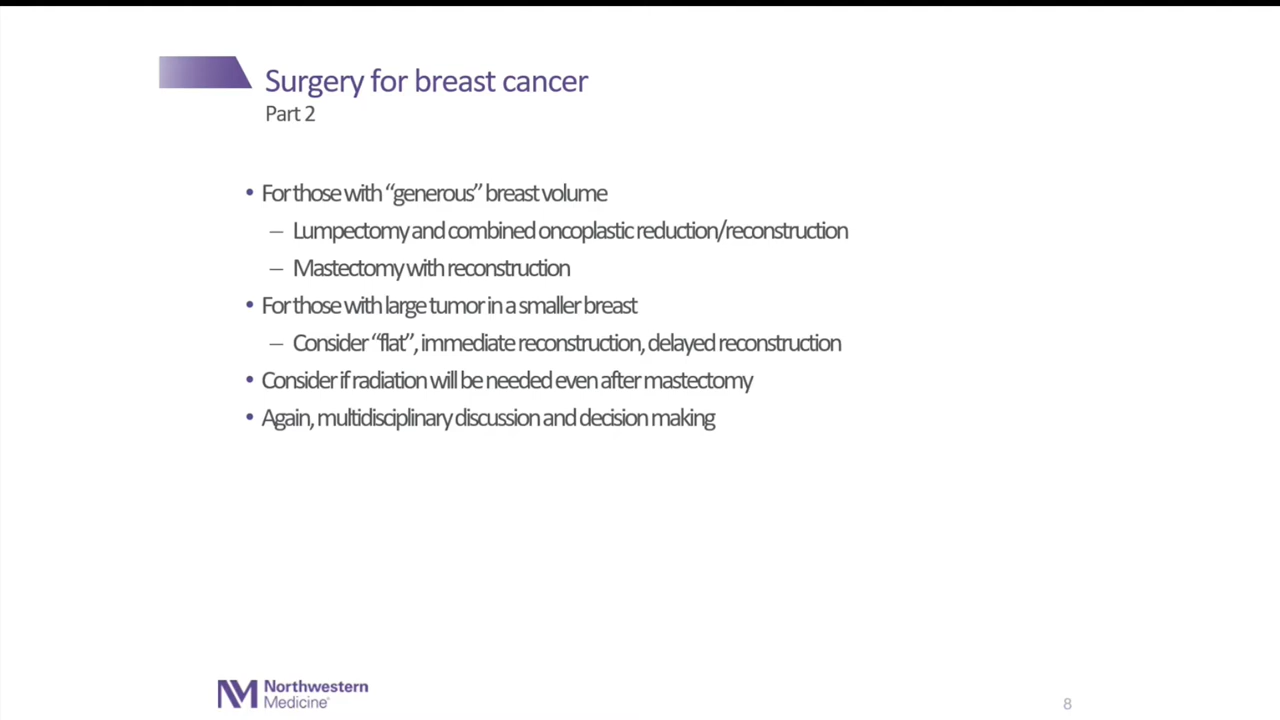 Surgery for breast cancer
Part 2
• For those with “generous” breast volume
– Lumpectomy and combined oncoplastic reduction/reconstruction
– Mastectomy with reconstruction
• For those with large tumor in a smaller breast
– Consider “flat”, immediate reconstruction, delayed reconstruction
• Consider if radiation will be needed even after mastectomy
• Again, multidisciplinary discussion and decision making
NM Northwestern
Medicine®
8